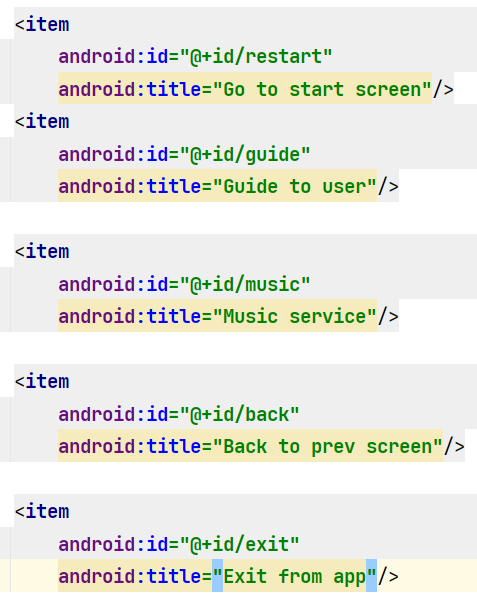 <item
android:id="@+id/restart"
android:title="Go to start screen"/>
<item
android:id="@+id/guide"
android:title="Guide to user"/>
<item
android:id="@+id/music"
android:title="Music service"/>
<item
android:id="@+id/back"
android:title="Back to prev screen"/>
<item
android:id="@+id/exit"
android:title="Exit from app"/>